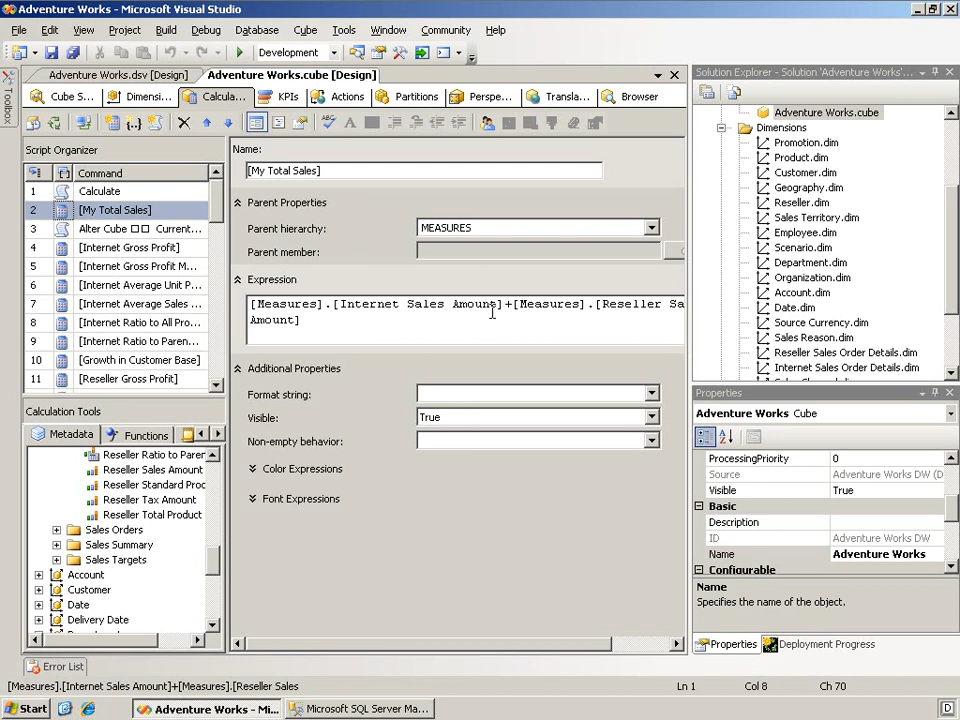 Adventure Works - Microsoft Visual Studio
File Edit View Project Build Debug Database Cube Tools Window Community Help
Development
Adventure Works.dsv [Design] Adventure Works.cube [Design]
Cube S... Dimensi... Calcula... KPIs Actions Partitions Perspe... Transla... Browser
Toolbox
Script Organizer
Command
1 Calculate
2 [My Total Sales]
3 Alter Cube □□ Current...
4 [Internet Gross Profit]
5 [Internet Gross Profit M...
6 [Internet Average Unit P...
7 [Internet Average Sales ...
8 [Internet Ratio to All Pro...
9 [Internet Ratio to Paren...
10 [Growth in Customer Base]
11 [Reseller Gross Profit]
Calculation Tools
Metadata Functions
Reseller Ratio to Paren
Reseller Sales Amount
Reseller Standard Proc
Reseller Tax Amount
Reseller Total Product
Sales Orders
Sales Summary
Sales Targets
Account
Customer
Date
Delivery Date
Name:
[My Total Sales]
Parent Properties
Parent hierarchy: MEASURES
Parent member:
Expression
[Measures].[Internet Sales Amount]+[Measures].[Reseller Sa
Amount]
Additional Properties
Format string:
Visible: True
Non-empty behavior:
Color Expressions
Font Expressions
Solution Explorer - Solution 'Adventure Works'...
Adventure Works.cube
Dimensions
Promotion.dim
Product.dim
Customer.dim
Geography.dim
Reseller.dim
Sales Territory.dim
Employee.dim
Scenario.dim
Department.dim
Organization.dim
Account.dim
Date.dim
Source Currency.dim
Sales Reason.dim
Reseller Sales Order Details.dim
Internet Sales Order Details.dim
Properties
Adventure Works Cube
ProcessingPriority 0
Source Adventure Works DW (D
Visible True
Basic
Description
ID Adventure Works DW
Name Adventure Works
Configurable
Name
Specifies the name of the object.
Properties Deployment Progress
Error List
[Measures].[Internet Sales Amount]+[Measures].[Reseller Sales Ln 1 Col 8 Ch 70
Start Adventure Works - Mi... Microsoft SQL Server Ma... D